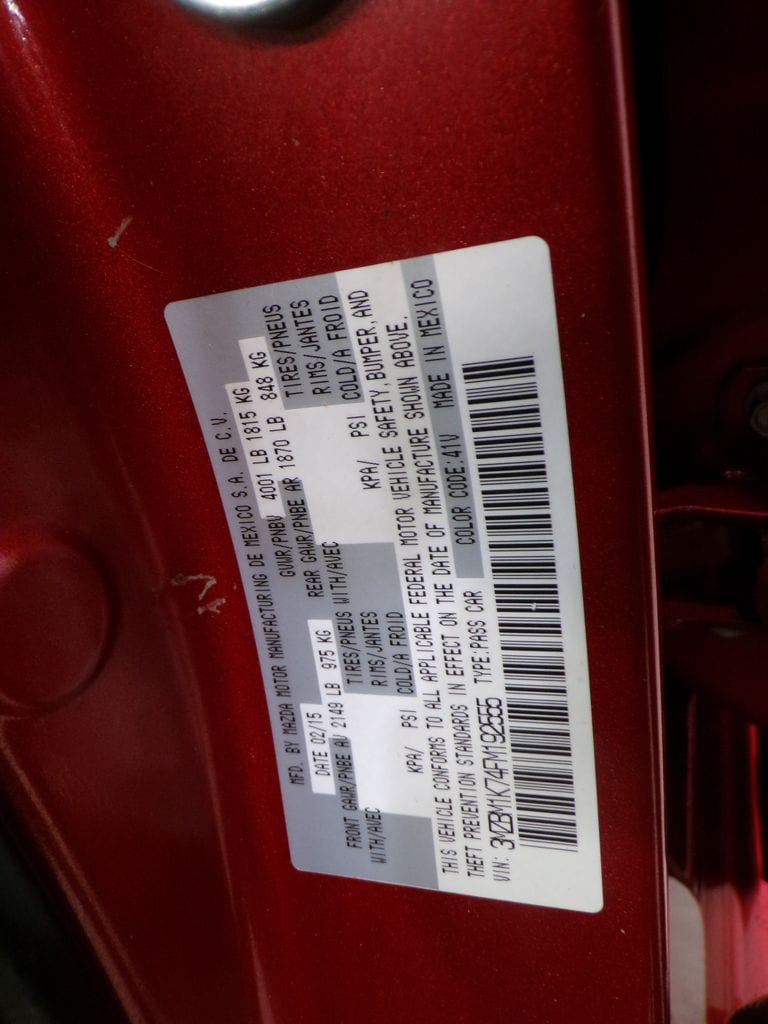 MFD. BY MAZDA MOTOR MANUFACTURING DE MEXICO S.A. DE C.V.
DATE 02/15 GVWR/PNBV 4001 LB 1815 KG
FRONT GAWR/PNBE AV 2149 LB 975 KG REAR GAWR/PNBE AR 1870 LB 848 KG
WITH/AVEC TIRES/PNEUS WITH/AVEC TIRES/PNEUS
RIMS/JANTES RIMS/JANTES
KPA/ PSI COLD/A FROID KPA/ PSI COLD/A FROID
THIS VEHICLE CONFORMS TO ALL APPLICABLE FEDERAL MOTOR VEHICLE SAFETY, BUMPER, AND
THEFT PREVENTION STANDARDS IN EFFECT ON THE DATE OF MANUFACTURE SHOWN ABOVE.
VIN: 3MZBM1K74FM192555 TYPE:PASS CAR COLOR CODE:41V MADE IN MEXICO